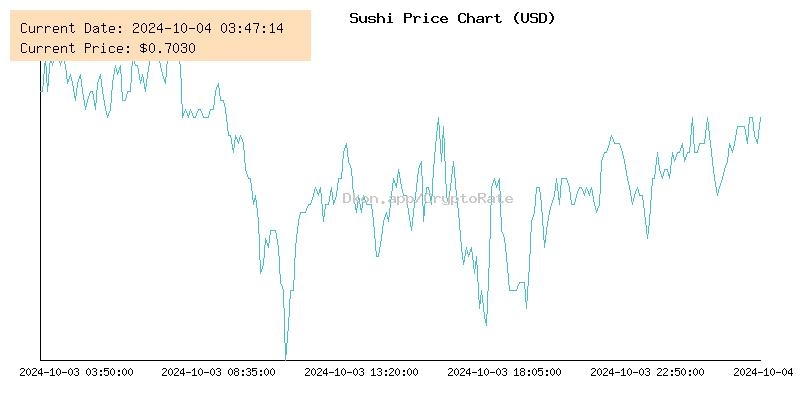 Sushi Price Chart (USD)
Current Date: 2024-10-04 03:47:14
Current Price: $0.7030
Dkon.app/CryptoRate
2024-10-03 03:50:00 2024-10-03 08:35:00 2024-10-03 13:20:00 2024-10-03 18:05:00 2024-10-03 22:50:00 2024-10-04